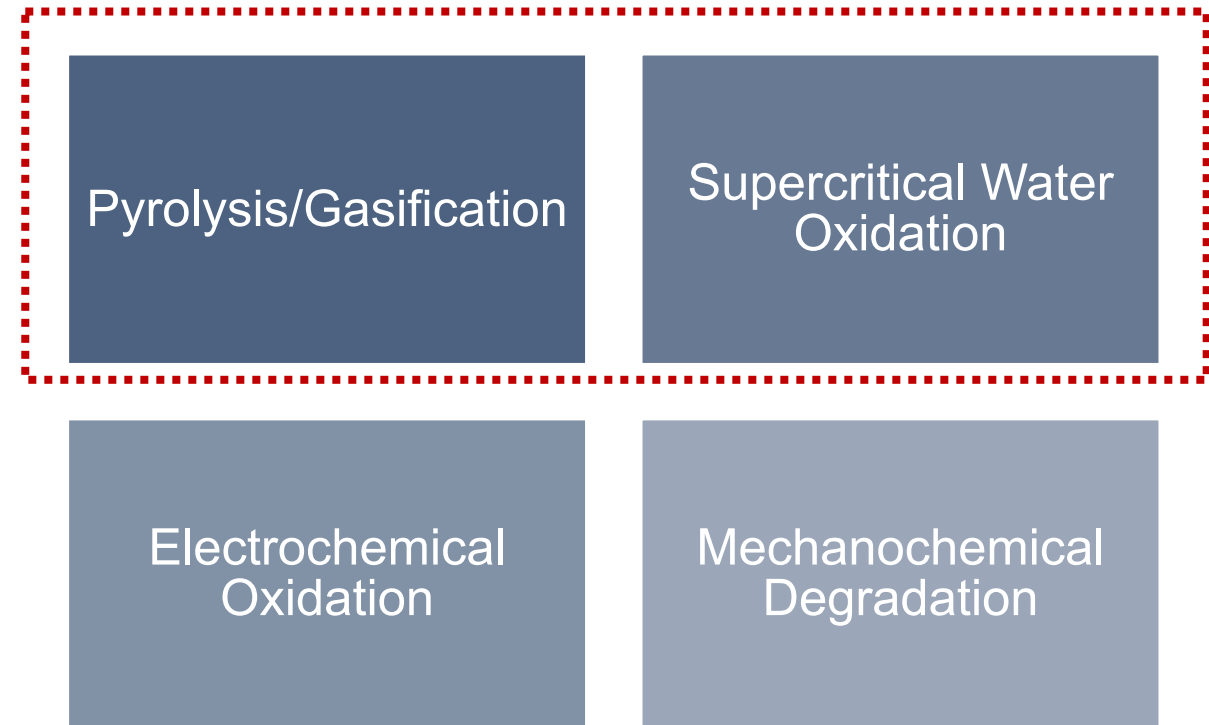 Pyrolysis/Gasification
Supercritical Water
Oxidation
Electrochemical
Oxidation
Mechanochemical
Degradation